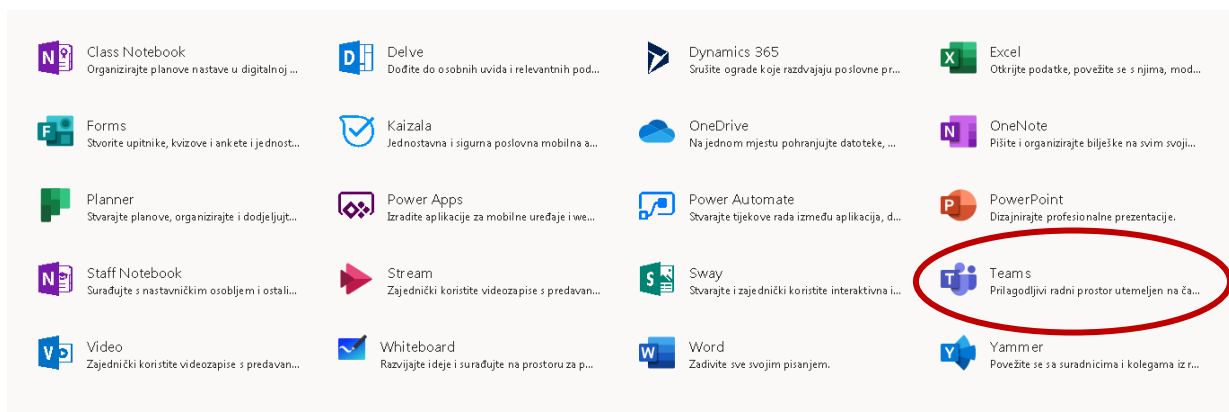 Class Notebook
Organizirajte planove nastave u digitalnoj ...
Delve
Dođite do osobnih uvida i relevantnih pod...
Dynamics 365
Srušite ograde koje razdvajaju poslovne pr...
Excel
Otkrijte podatke, povežite se s njima, mod...
Forms
Stvorite upitnike, kvizove i ankete i jednost...
Kaizala
Jednostavna i sigurna poslovna mobilna a...
OneDrive
Na jednom mjestu pohranjujte datoteke, ...
OneNote
Pišite i organizirajte bilješke na svim svoji...
Planner
Stvarajte planove, organizirajte i dodjeljujt...
Power Apps
Izradite aplikacije za mobilne uređaje i we...
Power Automate
Stvarajte tijekove rada između aplikacija, d...
PowerPoint
Dizajnirajte profesionalne prezentacije.
Staff Notebook
Surađujte s nastavničkim osobljem i ostali...
Stream
Zajednički koristite videozapise s predavan...
Sway
Stvarajte i zajednički koristite interaktivna i...
Teams
Prilagodljivi radni prostor utemeljen na ča...
Video
Zajednički koristite videozapise s predavan...
Whiteboard
Razvijajte ideje i surađujte na prostoru za p...
Word
Zadivite sve svojim pisanjem.
Yammer
Povežite se sa suradnicima i kolegama iz r...